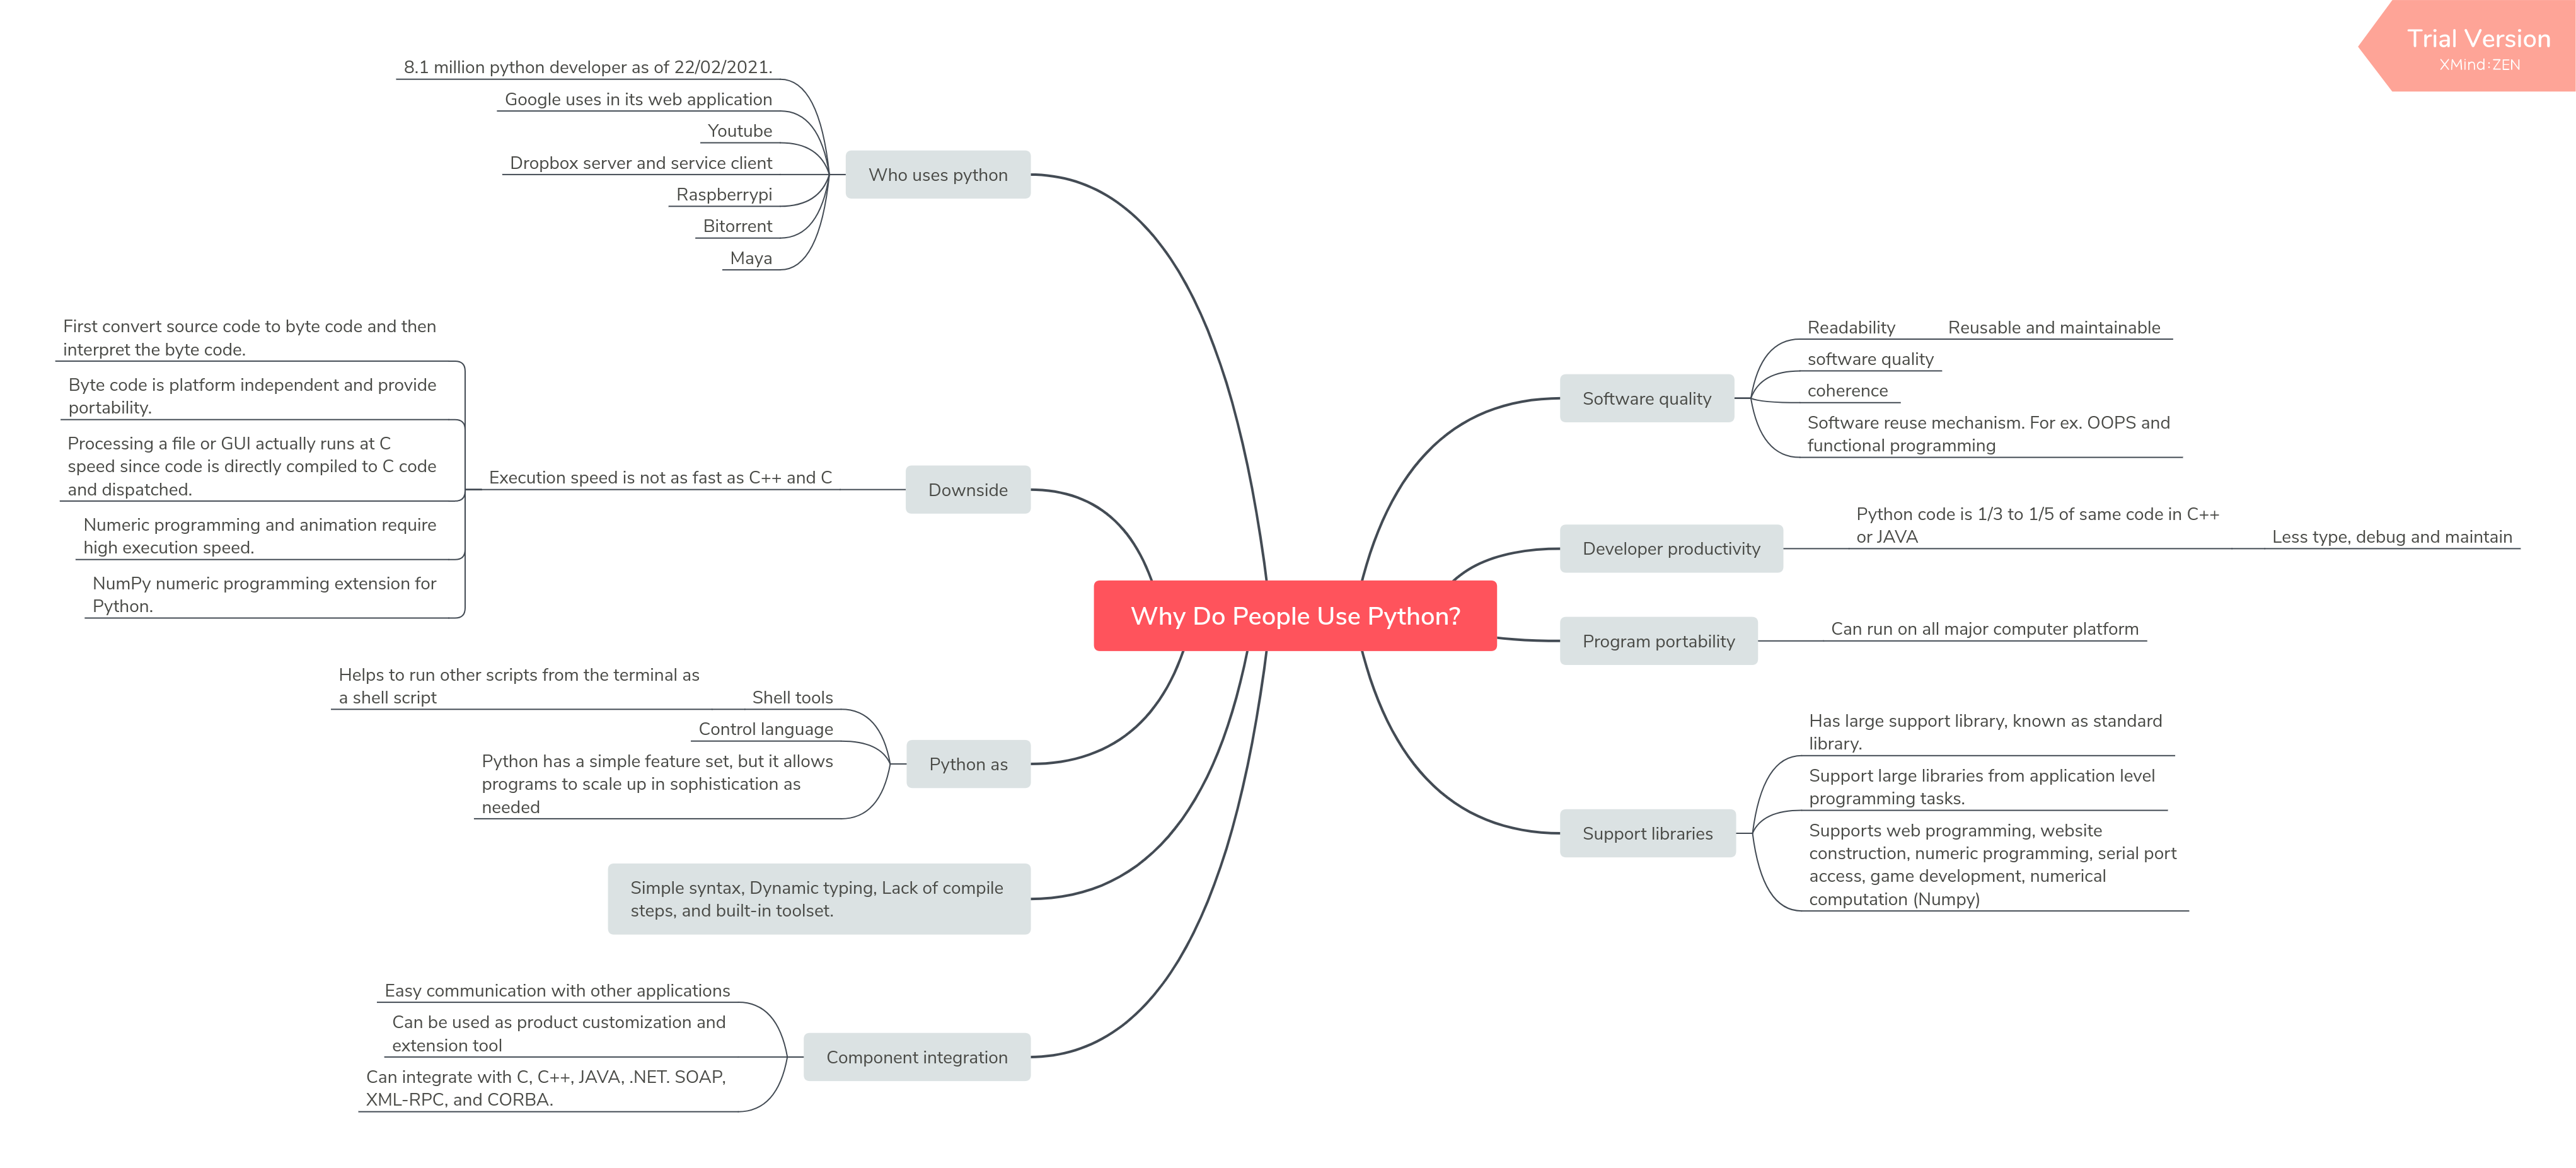 Trial Version
XMind:ZEN
Why Do People Use Python?
Software quality
Readability
Reusable and maintainable
software quality
coherence
Software reuse mechanism. For ex. OOPS and
functional programming
Developer productivity
Python code is 1/3 to 1/5 of same code in C++
or JAVA
Less type, debug and maintain
Program portability
Can run on all major computer platform
Support libraries
Has large support library, known as standard
library.
Support large libraries from application level
programming tasks.
Supports web programming, website
construction, numeric programming, serial port
access, game development, numerical
computation (Numpy)
Who uses python
8.1 million python developer as of 22/02/2021.
Google uses in its web application
Youtube
Dropbox server and service client
Raspberrypi
Bitorrent
Maya
Downside
Execution speed is not as fast as C++ and C
First convert source code to byte code and then
interpret the byte code.
Byte code is platform independent and provide
portability.
Processing a file or GUI actually runs at C
speed since code is directly compiled to C code
and dispatched.
Numeric programming and animation require
high execution speed.
NumPy numeric programming extension for
Python.
Python as
Shell tools
Helps to run other scripts from the terminal as
a shell script
Control language
Python has a simple feature set, but it allows
programs to scale up in sophistication as
needed
Simple syntax, Dynamic typing, Lack of compile
steps, and built-in toolset.
Component integration
Easy communication with other applications
Can be used as product customization and
extension tool
Can integrate with C, C++, JAVA, .NET. SOAP,
XML-RPC, and CORBA.